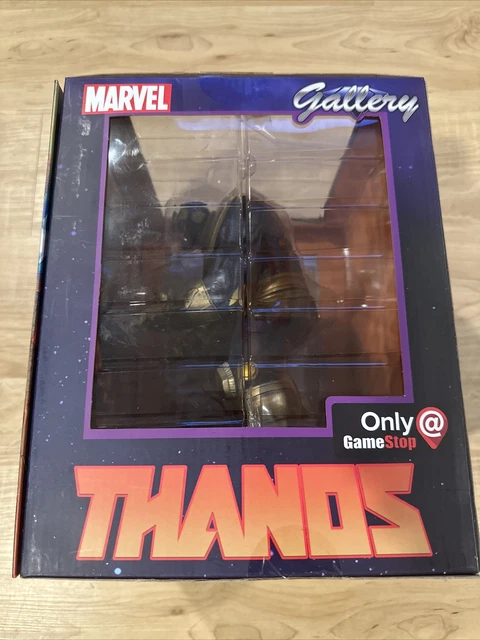 MARVEL
Gallery
Only @
GameStop
THANOS